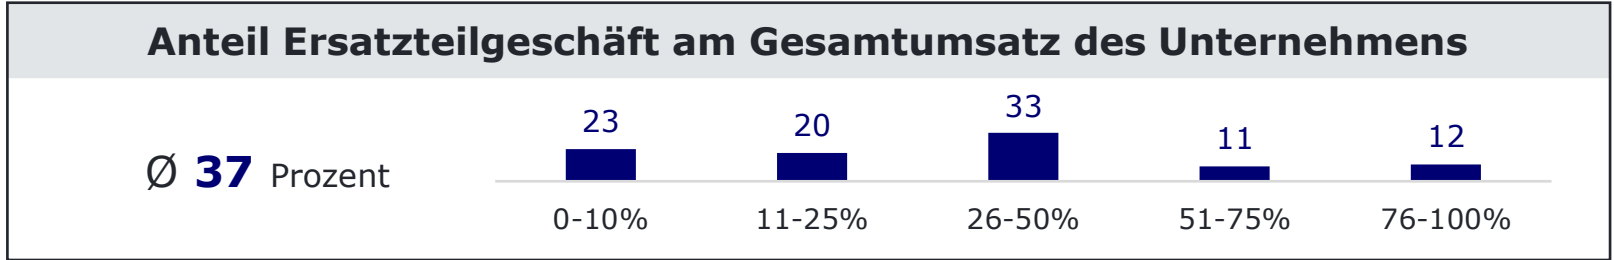 Anteil Ersatzteilgeschäft am Gesamtumsatz des Unternehmens
Ø 37 Prozent
23 20 33 11 12
0-10% 11-25% 26-50% 51-75% 76-100%